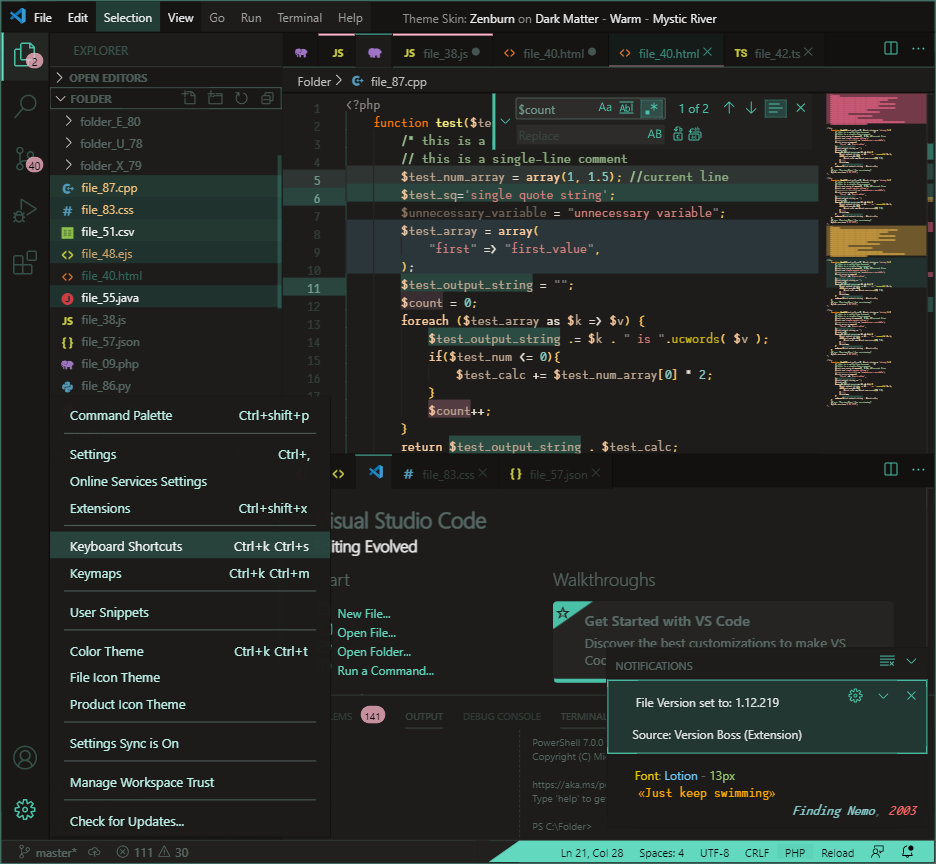 File Edit Selection View Go Run Terminal Help Theme Skin: Zenburn on Dark Matter - Warm - Mystic River
EXPLORER
2
OPEN EDITORS
FOLDER
folder_E_80
folder_U_78
folder_X_79
file_87.cpp
file_83.css
file_51.csv
file_48.ejs
file_40.html
file_55.java
file_38.js
file_57.json
file_09.php
file_86.py
40
JS JS file_38.js file_40.html file_40.html TS file_42.ts
Folder file_87.cpp
$count Aa Abl .* 1 of 2
Replace AB
1 <?php
2 function test($te
3 /* this is a
4 // this is a single-line comment
5 $test_num_array = array(1, 1.5); //current line
6 $test_sq='single quote string';
7 $unnecessary_variable = "unnecessary variable";
8 $test_array = array(
9 "first" => "first_value",
10 );
11 $test_output_string = "";
12 $count = 0;
13 foreach ($test_array as $k => $v) {
14 $test_output_string .= $k . " is ".ucwords( $v );
15 if($test_num <= 0){
16 $test_calc += $test_num_array[0] * 2;
}
$count++;
}
return $test_output_string . $test_calc;
Command Palette Ctrl+shift+p
Settings Ctrl+,
Online Services Settings
Extensions Ctrl+shift+x
Keyboard Shortcuts Ctrl+k Ctrl+s
Keymaps Ctrl+k Ctrl+m
User Snippets
Color Theme Ctrl+k Ctrl+t
File Icon Theme
Product Icon Theme
Settings Sync is On
Manage Workspace Trust
Check for Updates...
<> # file_83.css {} file_57.json
isual Studio Code
iting Evolved
art
New File...
Open File...
Open Folder...
Run a Command...
Walkthroughs
Get Started with VS Code
Discover the best customizations to make VS
Coc
NOTIFICATIONS
File Version set to: 1.12.219
Source: Version Boss (Extension)
EMS 141 OUTPUT DEBUG CONSOLE TERMINAL
PowerShell 7.0.0
Copyright (C) Mi
https://aka.ms/p
Type 'help' to ge
PS C:\Folder>
Font: Lotion - 13px
«Just keep swimming»
Finding Nemo, 2003
master* 111 30 Ln 21, Col 28 Spaces: 4 UTF-8 CRLF PHP Reload